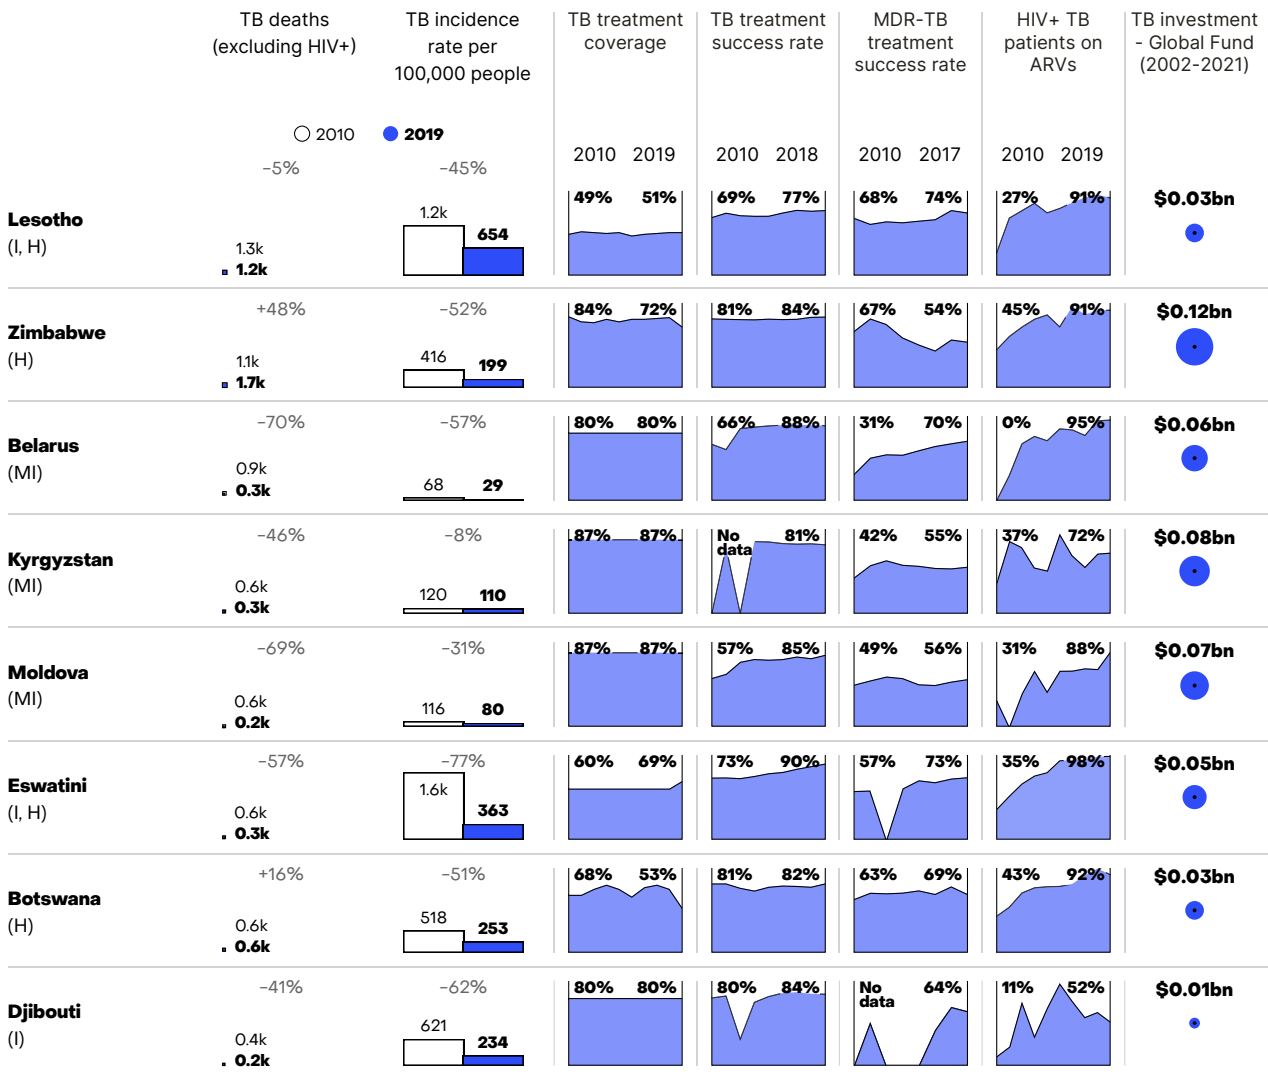 TB deaths
(excluding HIV+)
TB incidence
rate per
100,000 people
TB treatment
coverage
TB treatment
success rate
MDR-TB
treatment
success rate
HIV+ TB
patients on
ARVs
TB investment
- Global Fund
(2002-2021)
2010 2019
2010 2019
2010 2018
2010 2017
2010 2019
Lesotho
(I, H)
−5%
1.3k
1.2k
−45%
1.2k
654
49% 51%
69% 77%
68% 74%
27% 91%
$0.03bn
Zimbabwe
(H)
+48%
1.1k
1.7k
−52%
416
199
84% 72%
81% 84%
67% 54%
45% 91%
$0.12bn
Belarus
(MI)
−70%
0.9k
0.3k
−57%
68
29
80% 80%
66% 88%
31% 70%
0% 95%
$0.06bn
Kyrgyzstan
(MI)
−46%
0.6k
0.3k
−8%
120
110
87% 87%
No
data
81%
42% 55%
37% 72%
$0.08bn
Moldova
(MI)
−69%
0.6k
0.2k
−31%
116
80
87% 87%
57% 85%
49% 56%
31% 88%
$0.07bn
Eswatini
(I, H)
−57%
0.6k
0.3k
−77%
1.6k
363
60% 69%
73% 90%
57% 73%
35% 98%
$0.05bn
Botswana
(H)
+16%
0.6k
0.6k
−51%
518
253
68% 53%
81% 82%
63% 69%
43% 92%
$0.03bn
Djibouti
(I)
−41%
0.4k
0.2k
−62%
621
234
80% 80%
80% 84%
No
data
64%
11% 52%
$0.01bn